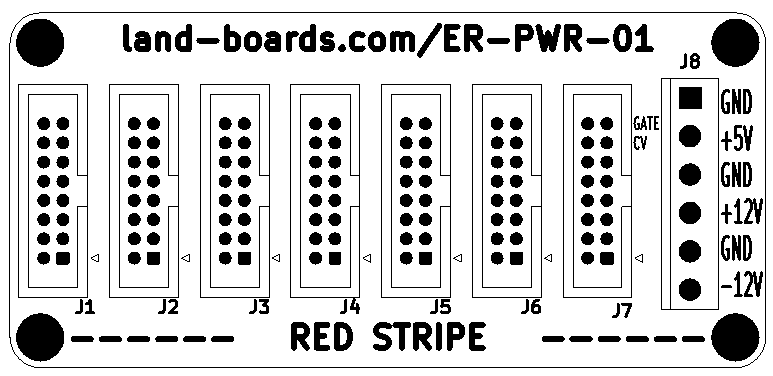 land-boards.com/ER-PWR-01
J8
GND
GATE
CV
+5V
GND
+12V
GND
-12V
J1 J2 J3 J4 J5 J6 J7
------ RED STRIPE ------